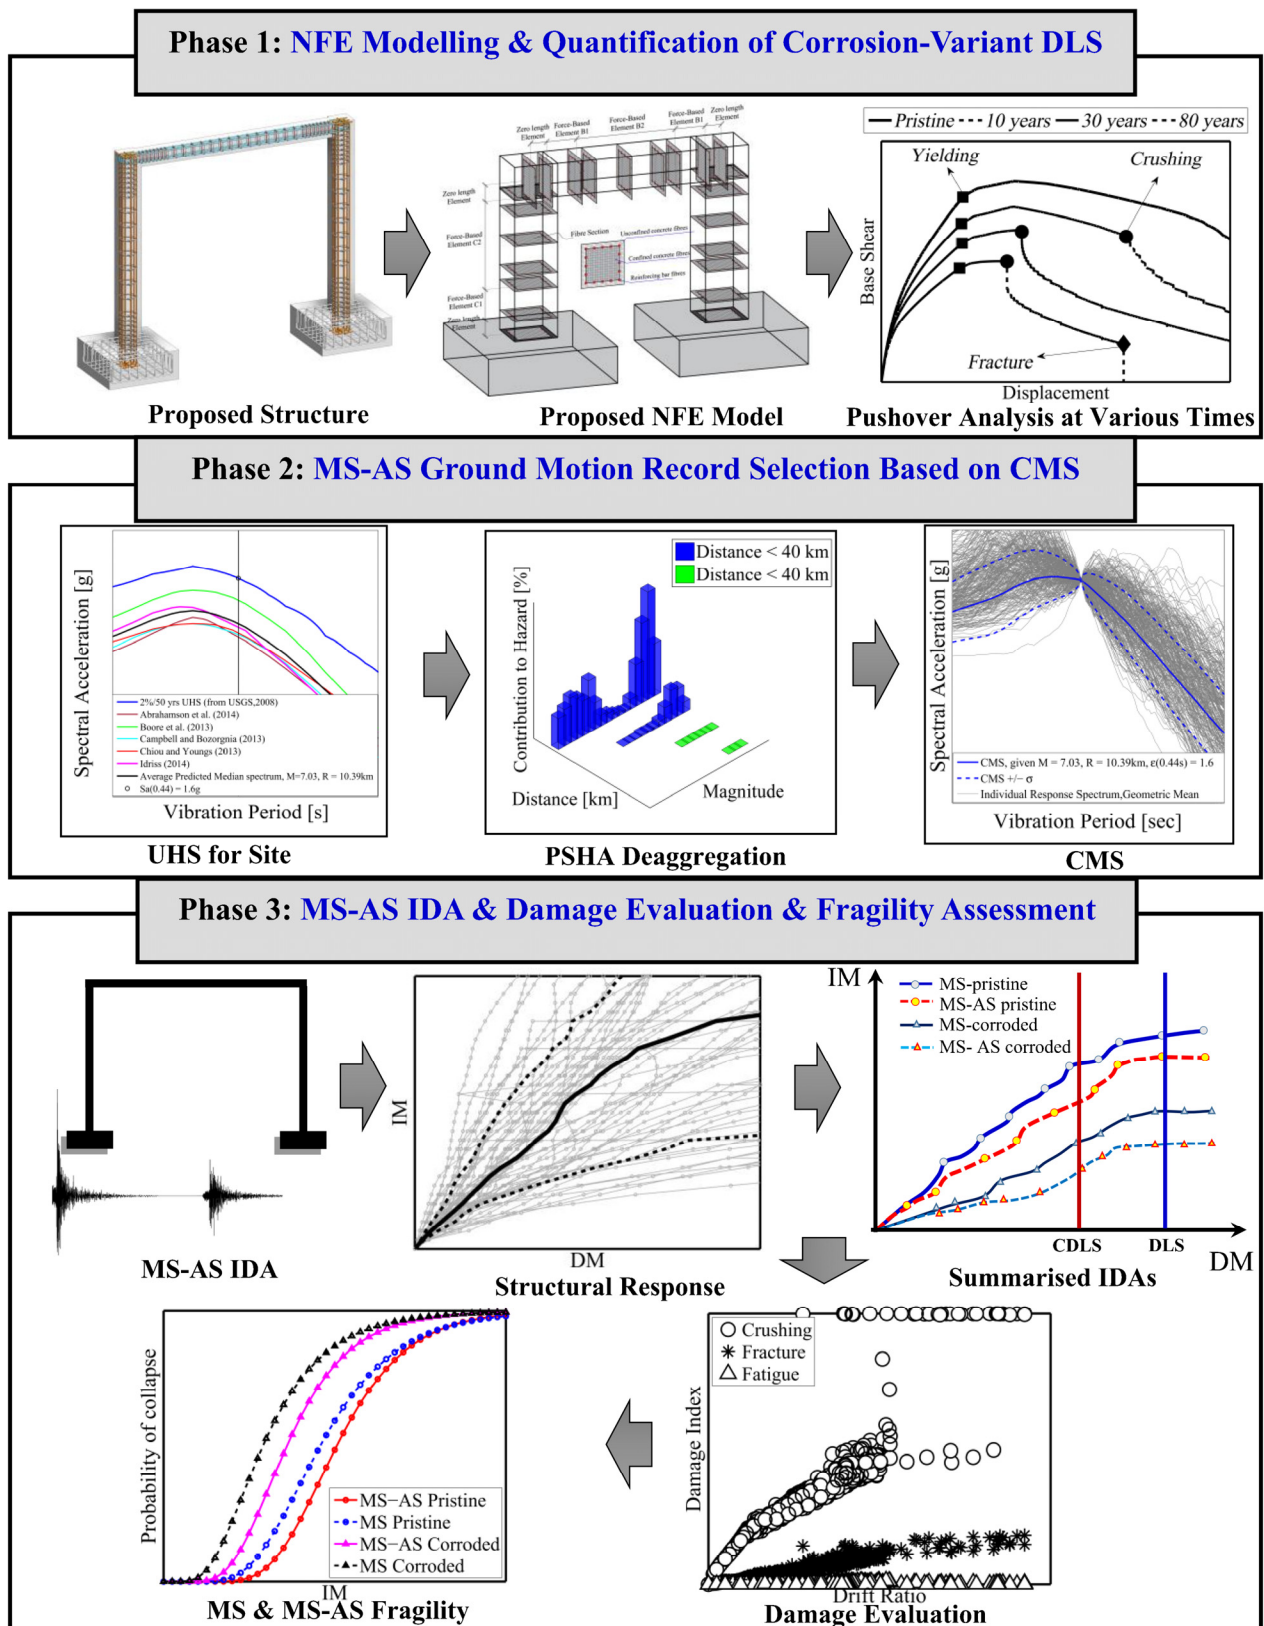 Phase 1: NFE Modelling & Quantification of Corrosion-Variant DLS
Zero length
Element
Force-Based
Element B1
Force-Based
Element B2
Force-Based
Element B1
Zero length
Element
Zero length
Element
Force-Based
Element C2
Force-Based
Element C1
Zero length
Element
Fibre Section
Unconfined concrete fibres
Confined concrete fibres
Reinforcing bar fibres
Pristine 10 years 30 years 80 years
Yielding
Crushing
Fracture
Base Shear
Displacement
Proposed Structure
Proposed NFE Model
Pushover Analysis at Various Times
Phase 2: MS-AS Ground Motion Record Selection Based on CMS
Spectral Acceleration [g]
2%/50 yrs UHS (from USGS,2008)
Abrahamson et al. (2014)
Boore et al. (2013)
Campbell and Bozorgnia (2013)
Chiou and Youngs (2013)
Idriss (2014)
Average Predicted Median spectrum, M=7.03, R = 10.39km
Sa(0.44) = 1.6g
Vibration Period [s]
UHS for Site
Distance < 40 km
Distance < 40 km
Contribution to Hazard [%]
Distance [km]
Magnitude
PSHA Deaggregation
Spectral Acceleration [g]
CMS, given M = 7.03, R = 10.39km, ε(0.44s) = 1.6
CMS +/− σ
Individual Response Spectrum,Geometric Mean
Vibration Period [sec]
CMS
Phase 3: MS-AS IDA & Damage Evaluation & Fragility Assessment
MS-AS IDA
IM
DM
Structural Response
IM
MS-pristine
MS-AS pristine
MS-corroded
MS- AS corroded
CDLS
DLS
DM
Summarised IDAs
Probability of collapse
MS−AS Pristine
MS Pristine
MS−AS Corroded
MS Corroded
IM
MS & MS-AS Fragility
Crushing
Fracture
Fatigue
Damage Index
Drift Ratio
Damage Evaluation